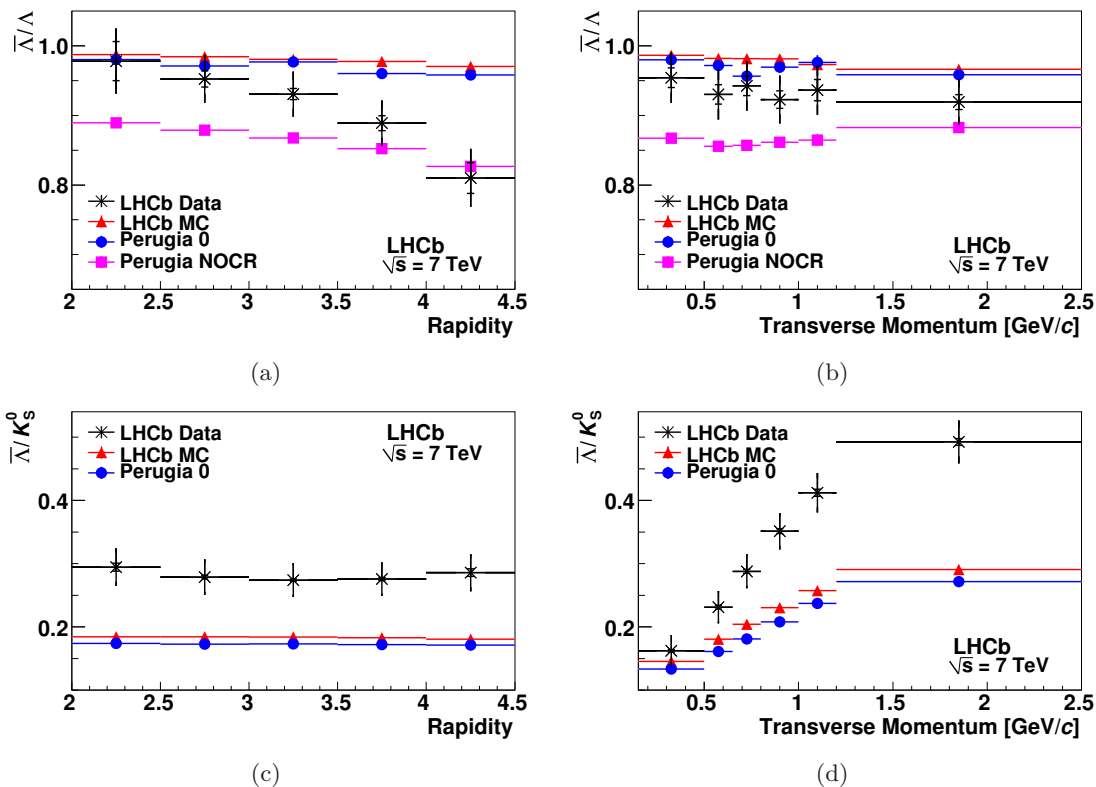 Λ̅/Λ
1.0
0.8
LHCb Data
LHCb MC
Perugia 0
Perugia NOCR
LHCb
√s = 7 TeV
2 2.5 3 3.5 4 4.5
Rapidity
(a)
Λ̅/Λ
1.0
0.8
LHCb Data
LHCb MC
Perugia 0
Perugia NOCR
LHCb
√s = 7 TeV
0.5 1 1.5 2 2.5
Transverse Momentum [GeV/c]
(b)
Λ̅/K⁰S
0.4
0.2
LHCb Data
LHCb MC
Perugia 0
LHCb
√s = 7 TeV
2 2.5 3 3.5 4 4.5
Rapidity
(c)
Λ̅/K⁰S
0.4
0.2
LHCb Data
LHCb MC
Perugia 0
LHCb
√s = 7 TeV
0.5 1 1.5 2 2.5
Transverse Momentum [GeV/c]
(d)